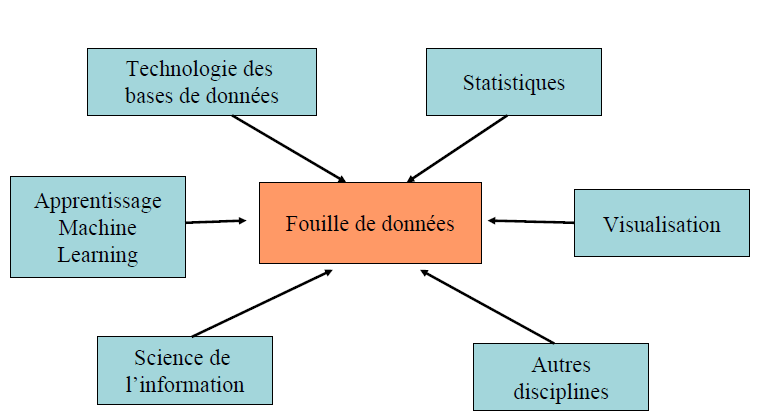 Technologie des
bases de données
Statistiques
Apprentissage
Machine
Learning
Fouille de données
Visualisation
Science de
l’information
Autres
disciplines